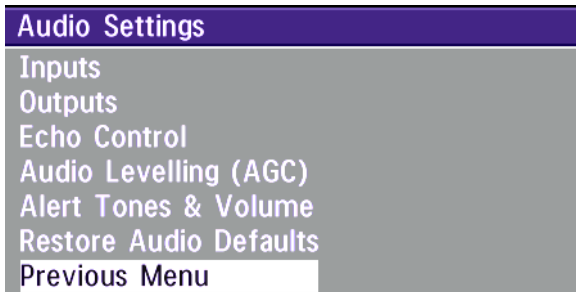 Audio Settings
Inputs
Outputs
Echo Control
Audio Levelling (AGC)
Alert Tones & Volume
Restore Audio Defaults
Previous Menu